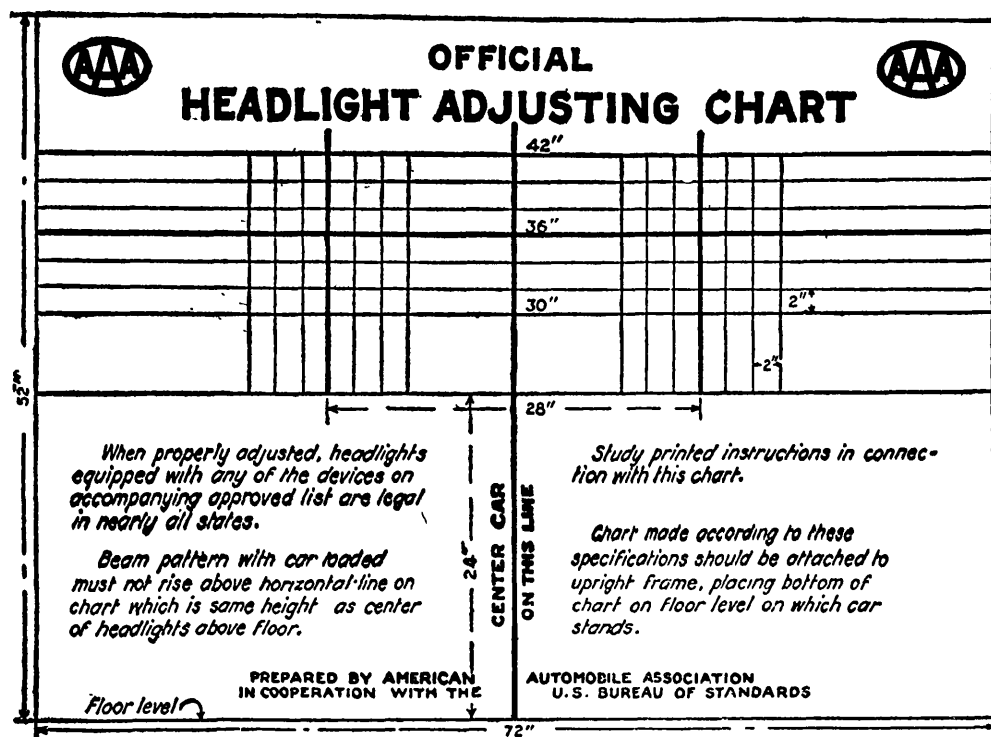 AAA
OFFICIAL
AAA
HEADLIGHT ADJUSTING CHART
42"
36"
30"
2"
2"
28"
52"
24"
When properly adjusted, headlights
equipped with any of the devices on
accompanying approved list are legal
in nearly all states.
Beam pattern with car loaded
must not rise above horizontal line on
chart which is same height as center
of headlights above floor.
CENTER CAR
ON THIS LINE
Study printed instructions in connec-
tion with this chart.
Chart made according to these
specifications should be attached to
upright frame, placing bottom of
chart on floor level on which car
stands.
PREPARED BY AMERICAN AUTOMOBILE ASSOCIATION
IN COOPERATION WITH THE U.S. BUREAU OF STANDARDS
Floor level
72"